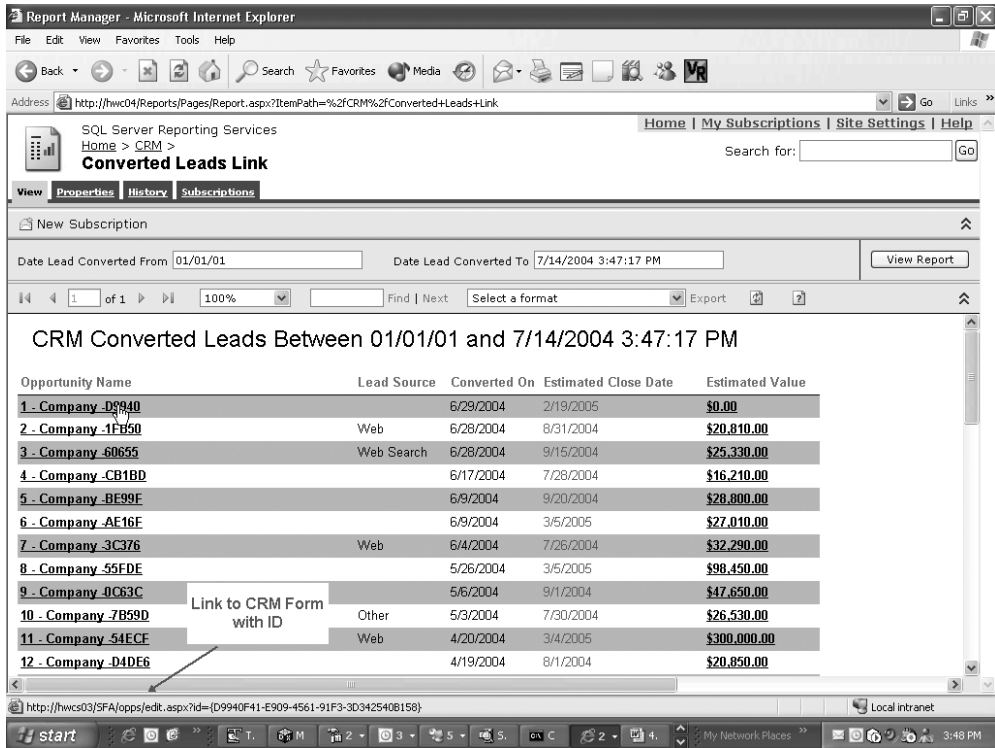 Report Manager - Microsoft Internet Explorer
File Edit View Favorites Tools Help
Back Search Favorites Media
Address http://hwc04/Reports/Pages/Report.aspx?ItemPath=%2fCRM%2fConverted+Leads+Link Go Links »
SQL Server Reporting Services
Home > CRM >
Converted Leads Link
Home | My Subscriptions | Site Settings | Help
Search for: Go
View Properties History Subscriptions
New Subscription
Date Lead Converted From 01/01/01 Date Lead Converted To 7/14/2004 3:47:17 PM View Report
1 of 1 100% Find | Next Select a format Export
CRM Converted Leads Between 01/01/01 and 7/14/2004 3:47:17 PM
Opportunity Name Lead Source Converted On Estimated Close Date Estimated Value
1 - Company -D9940 6/29/2004 2/19/2005 $0.00
2 - Company -1FB50 Web 6/28/2004 8/31/2004 $20,810.00
3 - Company -60655 Web Search 6/28/2004 9/15/2004 $25,330.00
4 - Company -CB1BD 6/17/2004 7/28/2004 $16,210.00
5 - Company -BE99F 6/9/2004 9/20/2004 $28,800.00
6 - Company -AE16F 6/9/2004 3/5/2005 $27,010.00
7 - Company -3C376 Web 6/4/2004 7/26/2004 $32,290.00
8 - Company -55FDE 5/26/2004 3/5/2005 $98,450.00
9 - Company -0C63C 5/6/2004 9/1/2004 $47,650.00
10 - Company -7B59D Other 5/3/2004 7/30/2004 $26,530.00
11 - Company -54ECF Web 4/20/2004 3/4/2005 $300,000.00
12 - Company -D4DE6 4/19/2004 8/1/2004 $20,850.00
Link to CRM Form
with ID
http://hwcs03/SFA/opps/edit.aspx?id={D9940F41-E909-4561-91F3-3D342540B158} Local intranet
start » T. M 2 3 5 S. C 2 4. My Network Places » 3:48 PM